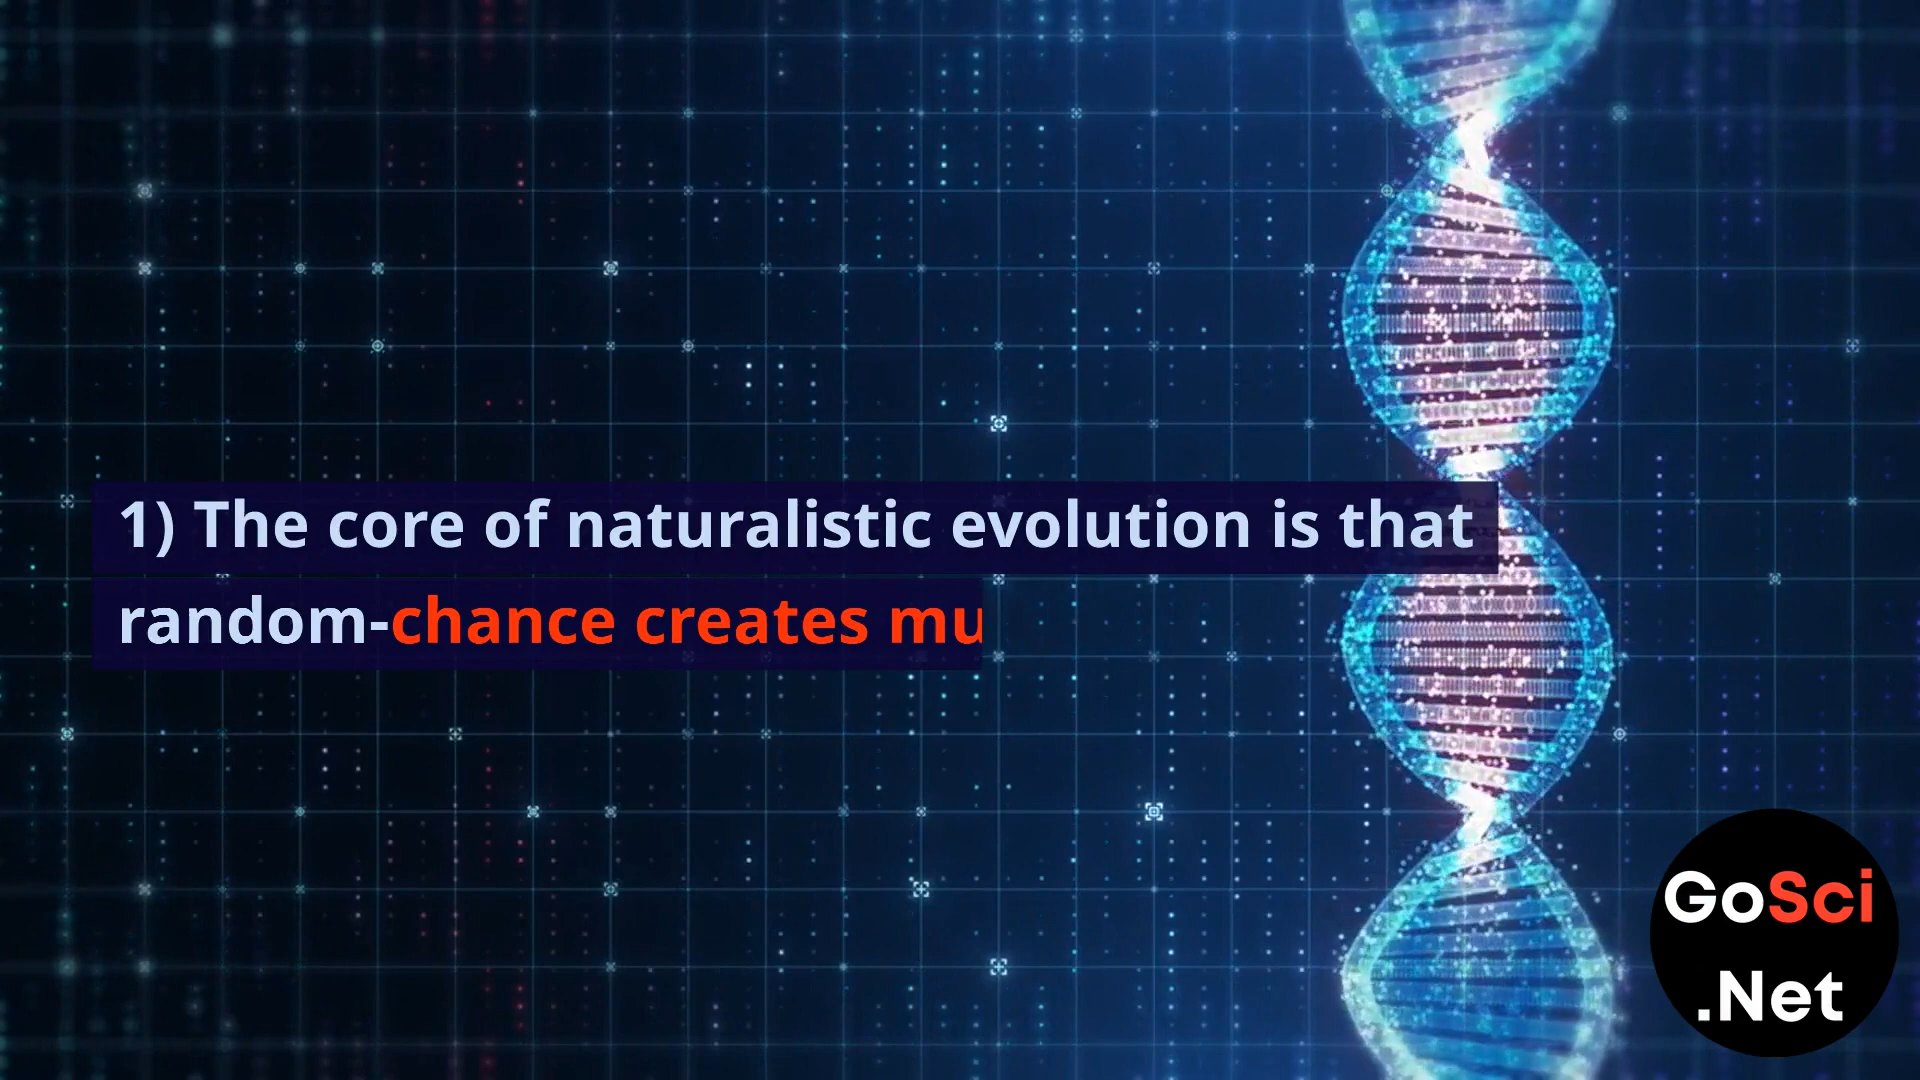 1) The core of naturalistic evolution is that
random-chance creates mu
GoSci
.Net